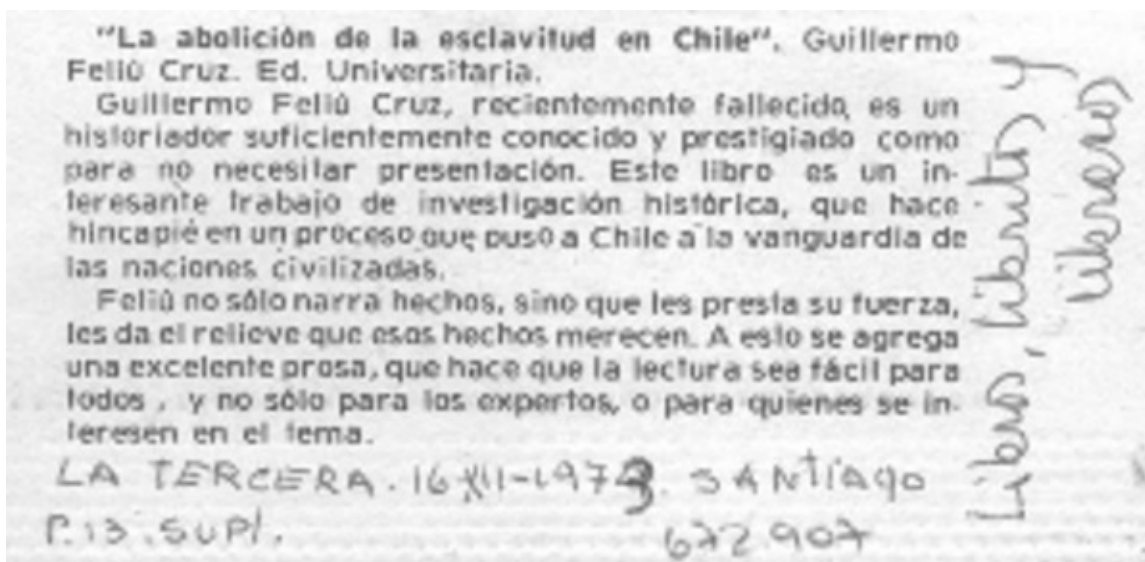 "La abolición de la esclavitud en Chile". Guillermo
Feliú Cruz. Ed. Universitaria.
Guillermo Feliú Cruz, recientemente fallecido, es un
historiador suficientemente conocido y prestigiado como
para no necesitar presentación. Este libro es un in-
teresante trabajo de investigación histórica, que hace
hincapié en un proceso que puso a Chile a la vanguardia de
las naciones civilizadas.
Feliú no sólo narra hechos, sino que les presta su fuerza,
les da el relieve que esos hechos merecen. A esto se agrega
una excelente prosa, que hace que la lectura sea fácil para
todos , y no sólo para los expertos, o para quienes se in-
teresen en el tema.
LA TERCERA. 16-XII-1973. SANTIAGO
P.13. SUPl.
672.907
Libros, libritos y
libreros